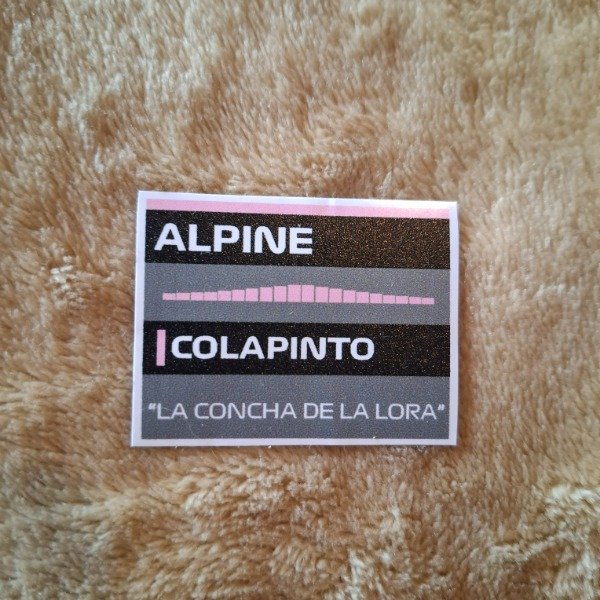 ALPINE
COLAPINTO
"LA CONCHA DE LA LORA"